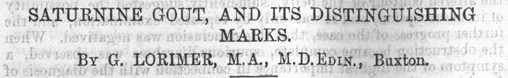 SATURNINE GOUT, AND ITS DISTINGUISHING
MARKS.
By G. LORIMER, M.A., M.D.Edin., Buxton.